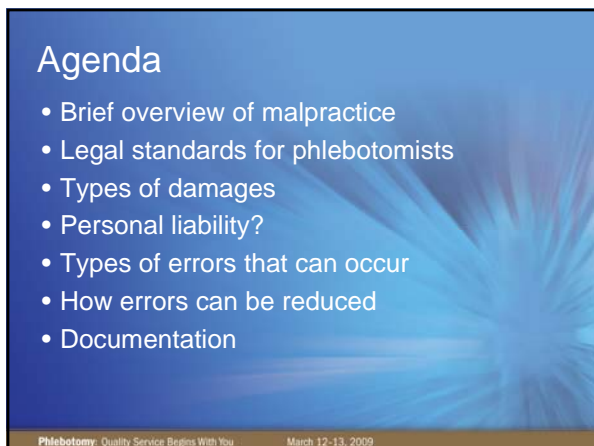 Agenda
• Brief overview of malpractice
• Legal standards for phlebotomists
• Types of damages
• Personal liability?
• Types of errors that can occur
• How errors can be reduced
• Documentation
Phlebotomy: Quality Service Begins With You March 12-13, 2009